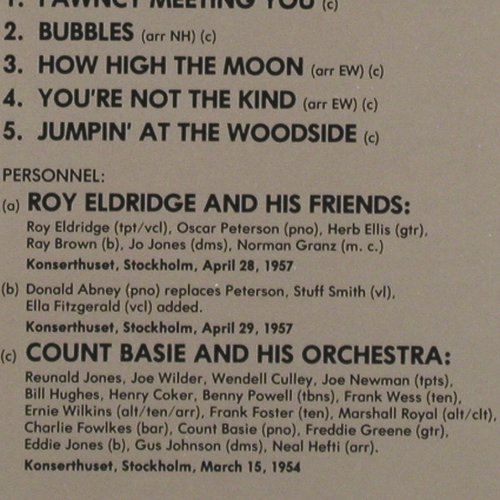 1. FAWNCY MEETING YOU (c)
2. BUBBLES (arr NH) (c)
3. HOW HIGH THE MOON (arr EW) (c)
4. YOU'RE NOT THE KIND (arr EW) (c)
5. JUMPIN' AT THE WOODSIDE (c)
PERSONNEL:
(a) ROY ELDRIDGE AND HIS FRIENDS:
Roy Eldridge (tpt/vcl), Oscar Peterson (pno), Herb Ellis (gtr),
Ray Brown (b), Jo Jones (dms), Norman Granz (m. c.)
Konserthuset, Stockholm, April 28, 1957
(b) Donald Abney (pno) replaces Peterson, Stuff Smith (vl),
Ella Fitzgerald (vcl) added.
Konserthuset, Stockholm, April 29, 1957
(c) COUNT BASIE AND HIS ORCHESTRA:
Reunald Jones, Joe Wilder, Wendell Culley, Joe Newman (tpts),
Bill Hughes, Henry Coker, Benny Powell (tbns), Frank Wess (ten),
Ernie Wilkins (alt/ten/arr), Frank Foster (ten), Marshall Royal (alt/clt),
Charlie Fowlkes (bar), Count Basie (pno), Freddie Greene (gtr),
Eddie Jones (b), Gus Johnson (dms), Neal Hefti (arr).
Konserthuset, Stockholm, March 15, 1954